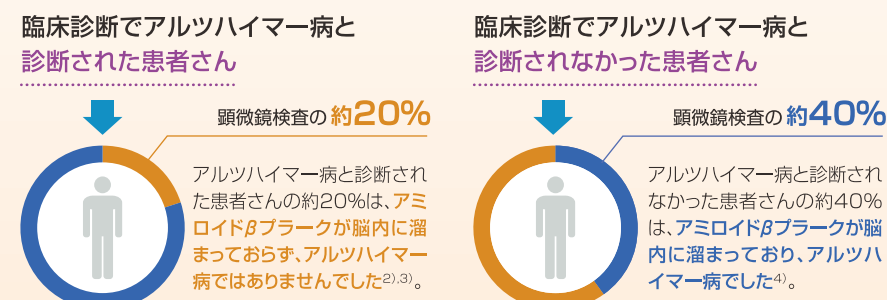 臨床診断でアルツハイマー病と
診断された患者さん
顕微鏡検査の 約20%
アルツハイマー病と診断され
た患者さんの約20%は、アミ
ロイドβプラークが脳内に溜
まっておらず、アルツハイマー
病ではありませんでした2),3)。
臨床診断でアルツハイマー病と
診断されなかった患者さん
顕微鏡検査の 約40%
アルツハイマー病と診断され
なかった患者さんの約40%
は、アミロイドβプラークが脳
内に溜まっており、アルツハ
イマー病でした4)。